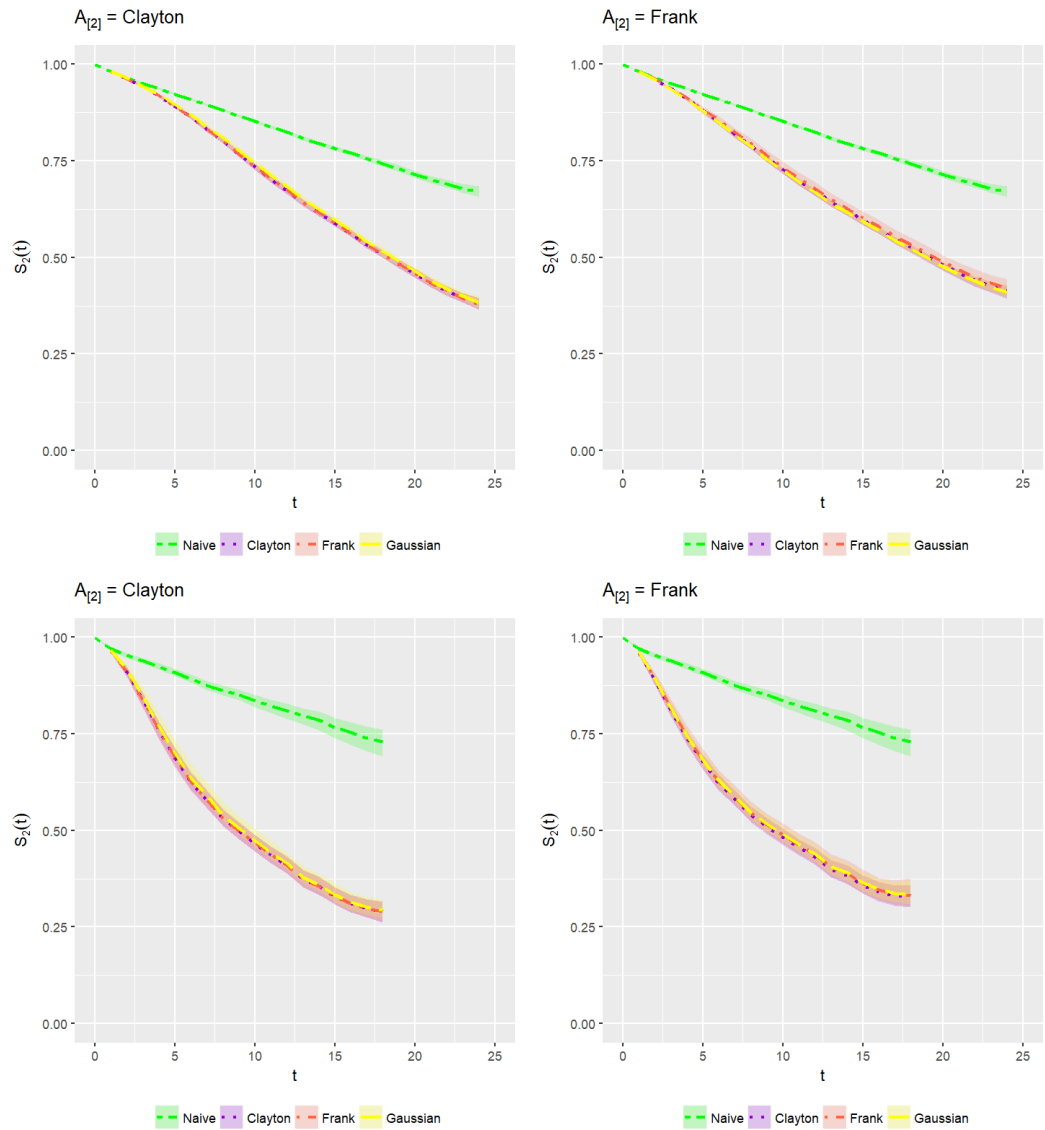 A[2] = Clayton
1.00
0.75
0.50
0.25
0.00
S2(t)
0 5 10 15 20 25
t
Naive Clayton Frank Gaussian
A[2] = Frank
1.00
0.75
0.50
0.25
0.00
S2(t)
0 5 10 15 20 25
t
Naive Clayton Frank Gaussian
A[2] = Clayton
1.00
0.75
0.50
0.25
0.00
S2(t)
0 5 10 15 20 25
t
Naive Clayton Frank Gaussian
A[2] = Frank
1.00
0.75
0.50
0.25
0.00
S2(t)
0 5 10 15 20 25
t
Naive Clayton Frank Gaussian